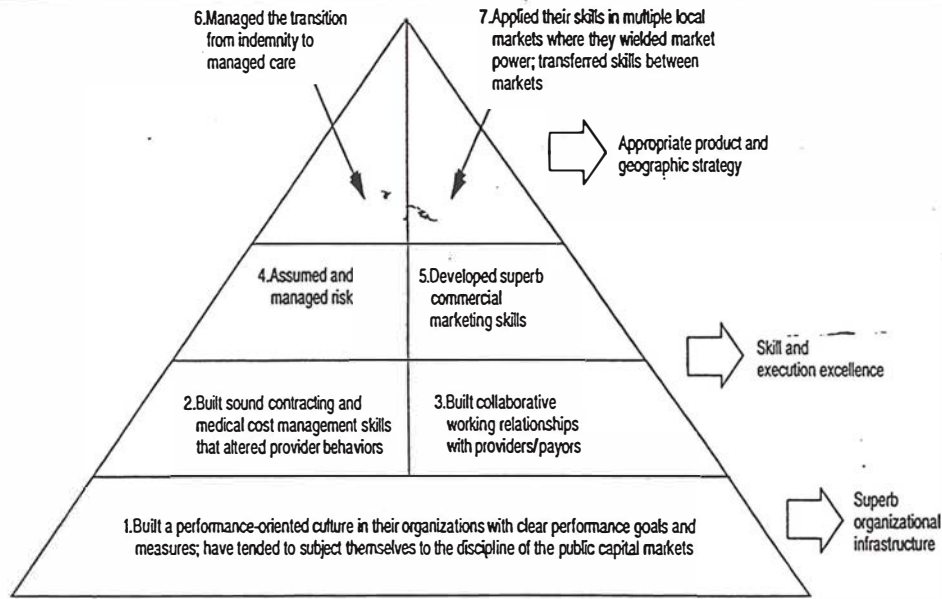 6.Managed the transition
from indemnity to
managed care
7.Applied their skills in multiple local
markets where they wielded market
power; transferred skills between
markets
Appropriate product and
geographic strategy
4.Assumed and
managed risk
5.Developed superb
commercial
marketing skills
Skill and
execution excellence
2.Built sound contracting and
medical cost management skills
that altered provider behaviors
3.Built collaborative
working relationships
with providers/payors
1.Built a performance-oriented culture in their organizations with clear performance goals and
measures; have tended to subject themselves to the discipline of the public capital markets
Superb
organizational
infrastructure